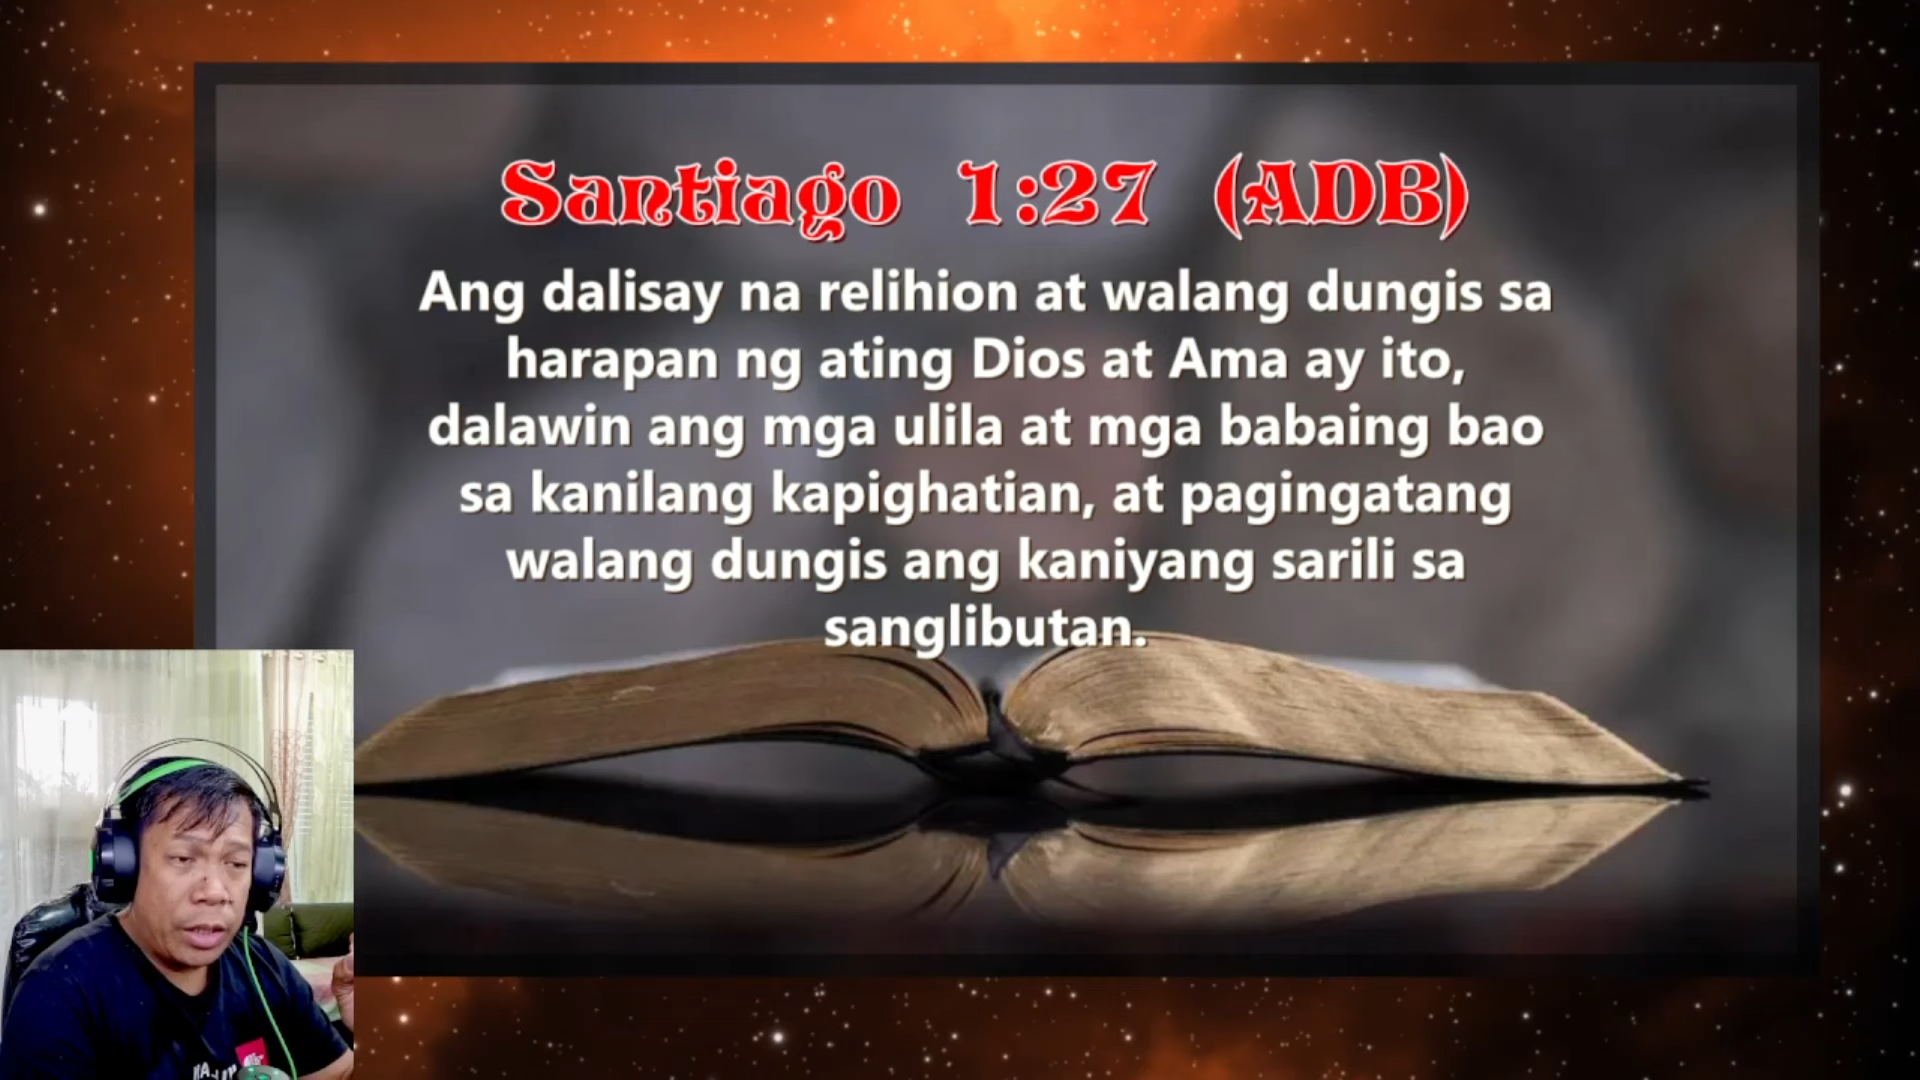 Santiago 1:27 (ADB)
Ang dalisay na relihion at walang dungis sa
harapan ng ating Dios at Ama ay ito,
dalawin ang mga ulila at mga babaing bao
sa kanilang kapighatian, at pagingatang
walang dungis ang kaniyang sarili sa
sanglibutan.